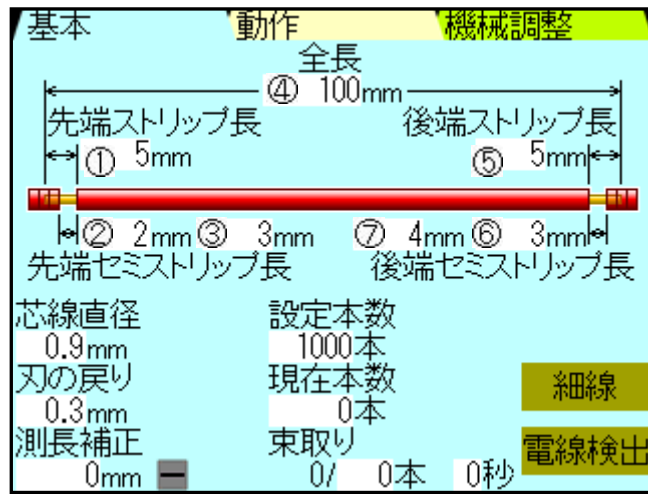 基本 動作 機械調整
全長
④ 100mm
先端ストリップ長 後端ストリップ長
① 5mm ⑤ 5mm
② 2mm ③ 3mm ⑦ 4mm ⑥ 3mm
先端セミストリップ長 後端セミストリップ長
芯線直径 設定本数
0.9mm 1000本
刃の戻り 現在本数 細線
0.3mm 0本
測長補正 束取り 電線検出
0mm ー 0/ 0本 0秒